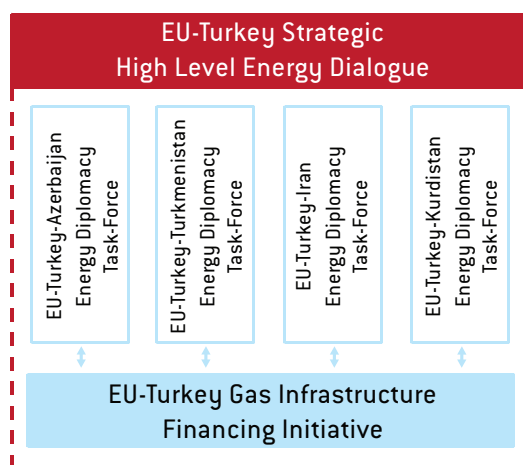 EU-Turkey Strategic
High Level Energy Dialogue
EU-Turkey-Azerbaijan
Energy Diplomacy
Task-Force
EU-Turkey-Turkmenistan
Energy Diplomacy
Task-Force
EU-Turkey-Iran
Energy Diplomacy
Task-Force
EU-Turkey-Kurdistan
Energy Diplomacy
Task-Force
EU-Turkey Gas Infrastructure
Financing Initiative